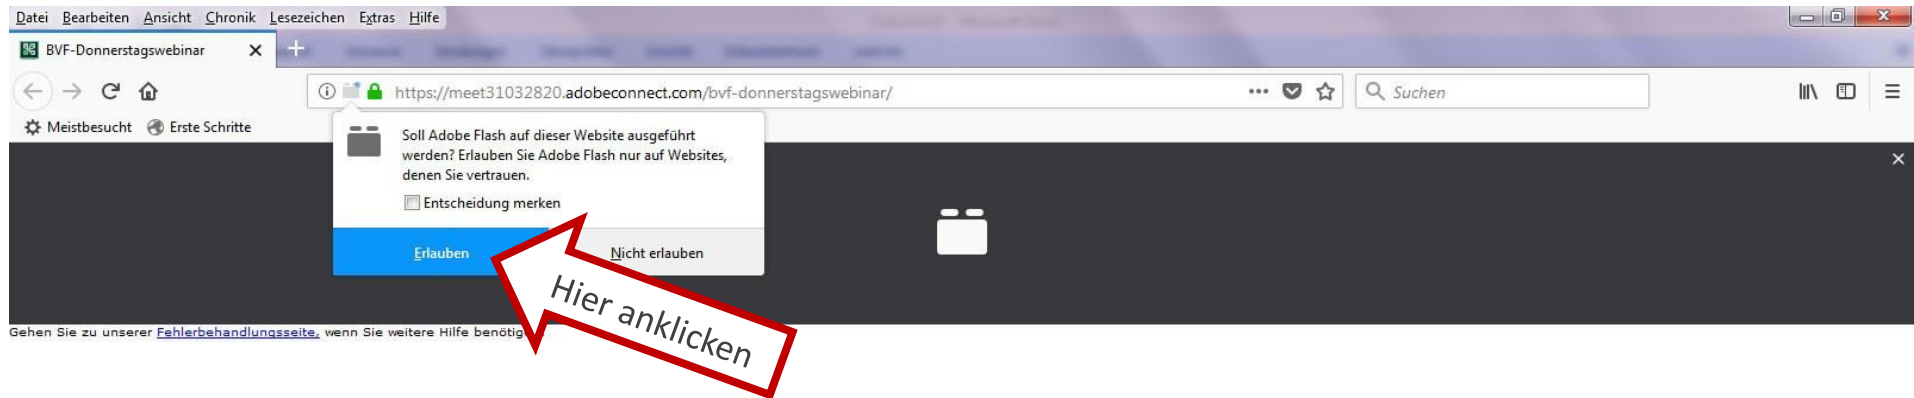 Datei Bearbeiten Ansicht Chronik Lesezeichen Extras Hilfe
BVF-Donnerstagswebinar
https://meet31032820.adobeconnect.com/bvf-donnerstagswebinar/
Suchen
Meistbesucht Erste Schritte
Soll Adobe Flash auf dieser Website ausgeführt
werden? Erlauben Sie Adobe Flash nur auf Websites,
denen Sie vertrauen.
Entscheidung merken
Erlauben Nicht erlauben
Hier anklicken
Gehen Sie zu unserer Fehlerbehandlungsseite, wenn Sie weitere Hilfe